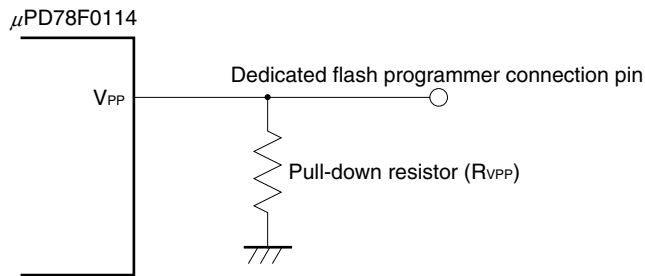 μPD78F0114
Dedicated flash programmer connection pin
VPP
Pull-down resistor (RVPP)